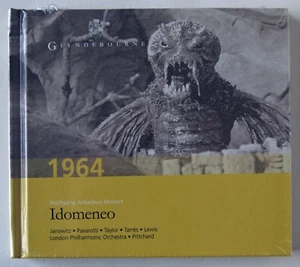 GLYNDEBOURNE
1964
Wolfgang Amadeus Mozart
Idomeneo
Janowitz • Pavarotti • Taylor • Tarrés • Lewis
London Philharmonic Orchestra • Pritchard